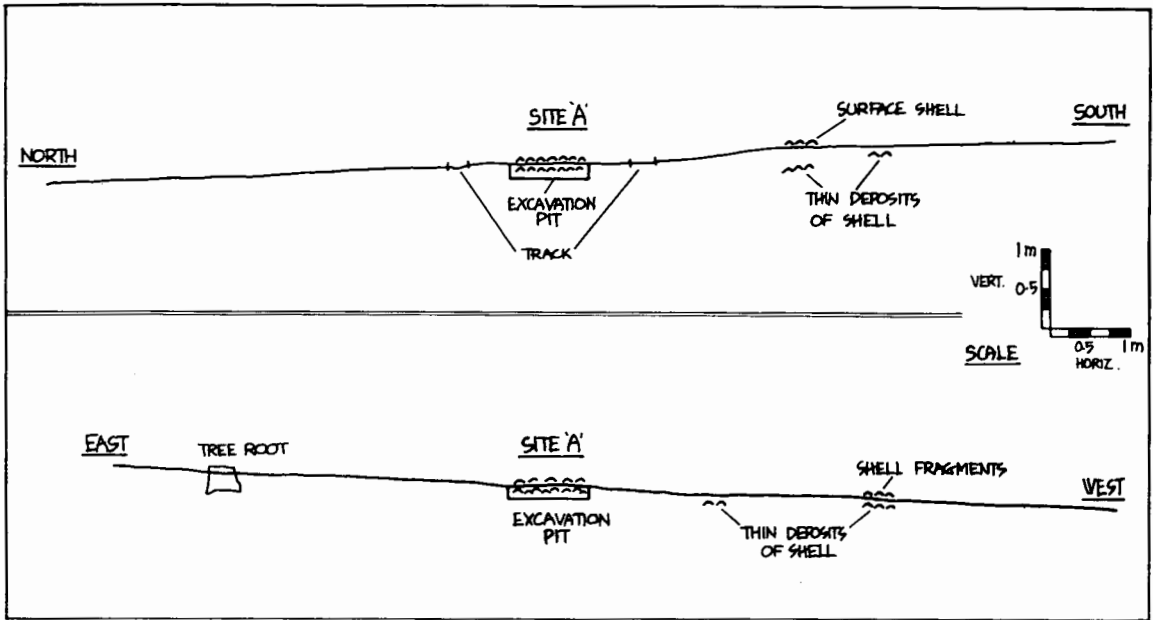 SURFACE SHELL
SITE 'A'
SOUTH
NORTH
EXCAVATION
PIT
THIN DEPOSITS
OF SHELL
TRACK
1m
VERT. 0·5
0·5 1m
SCALE
HORIZ.
EAST
TREE ROOT
SITE 'A'
SHELL FRAGMENTS
WEST
EXCAVATION
PIT
THIN DEPOSITS
OF SHELL